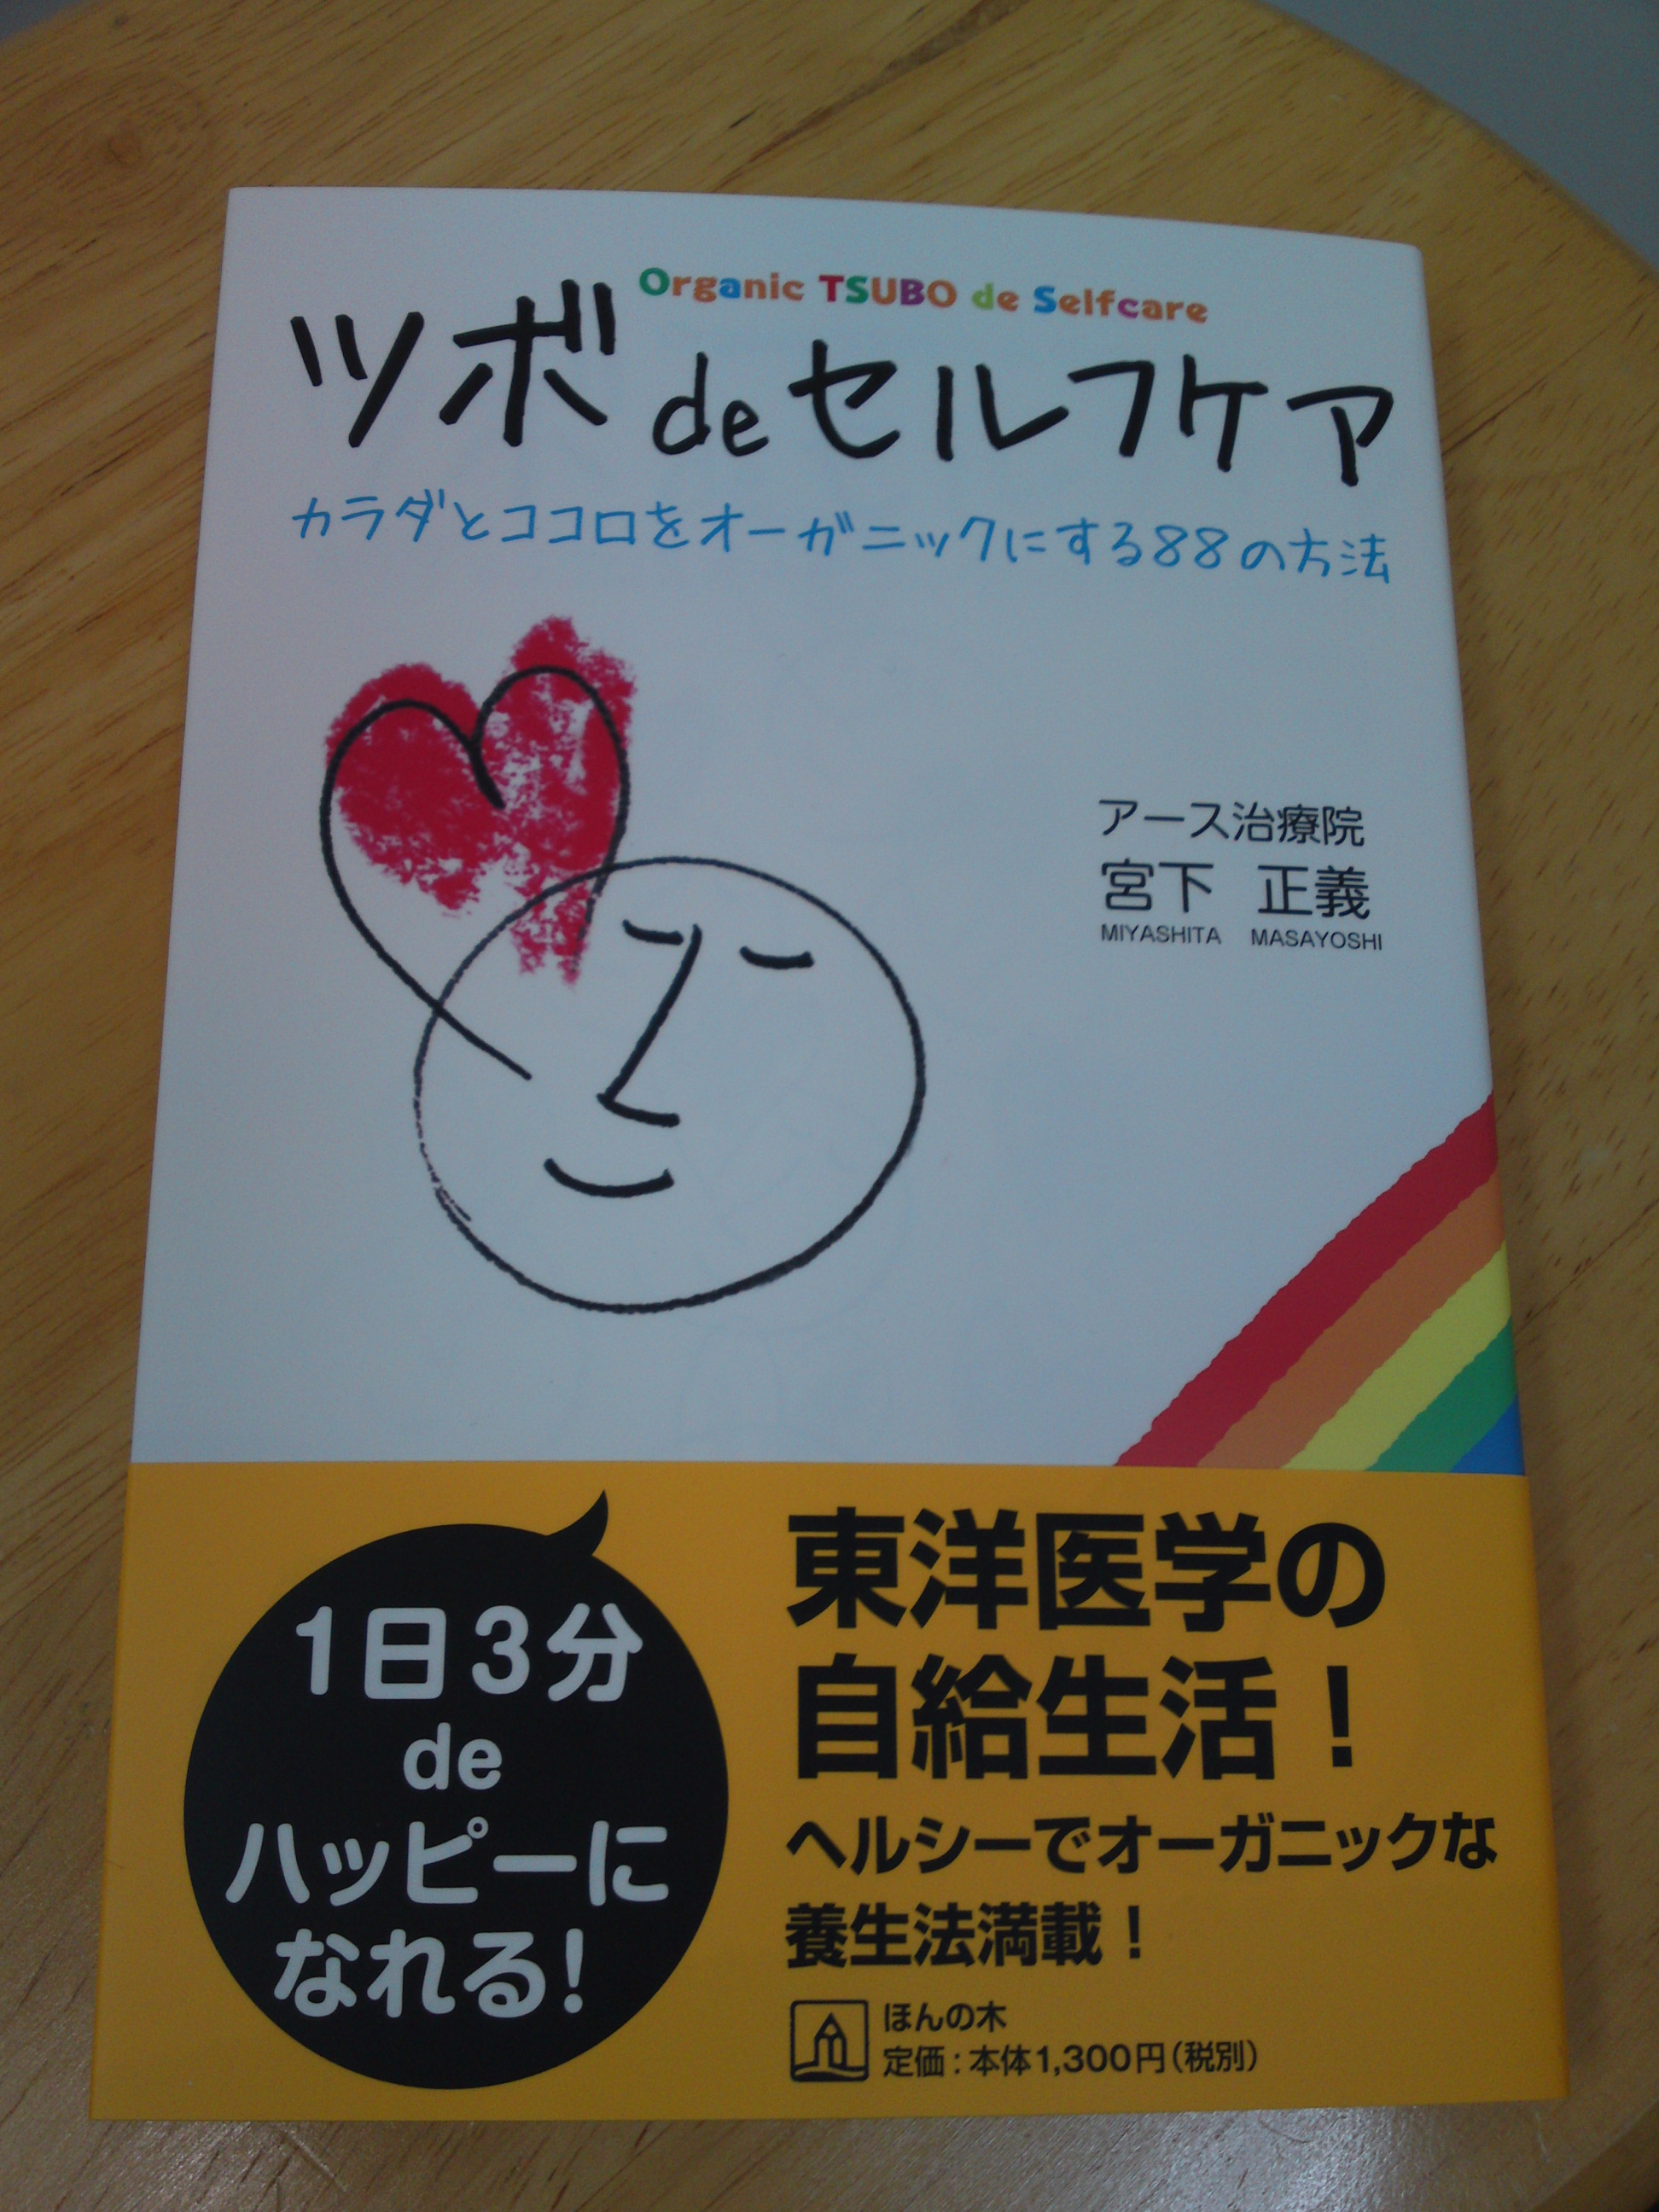 Organic TSUBO de Selfcare
ツボdeセルフケア
カラダとココロをオーガニックにする88の方法
アース治療院
宮下 正義
MIYASHITA MASAYOSHI
1日3分
de
ハッピーに
なれる!
東洋医学の
自給生活!
ヘルシーでオーガニックな
養生法満載!
ほんの木
定価:本体1,300円(税別)